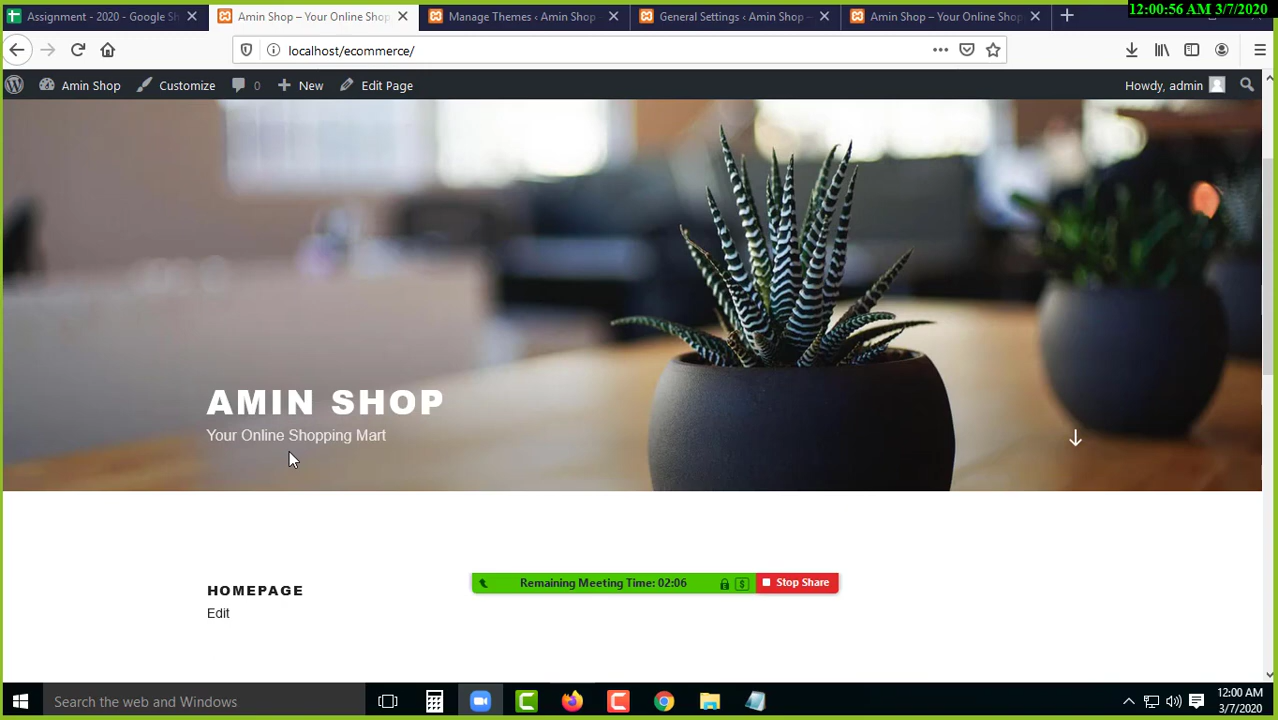 12:00:56 AM 3/7/2020
Assignment - 2020 - Google Sh
Amin Shop – Your Online Shop
Manage Themes ‹ Amin Shop
General Settings ‹ Amin Shop –
Amin Shop – Your Online Shop
localhost/ecommerce/
Amin Shop
Customize
0
New
Edit Page
Howdy, admin
AMIN SHOP
Your Online Shopping Mart
HOMEPAGE
Edit
Remaining Meeting Time: 02:06
Stop Share
Search the web and Windows
12:00 AM
3/7/2020